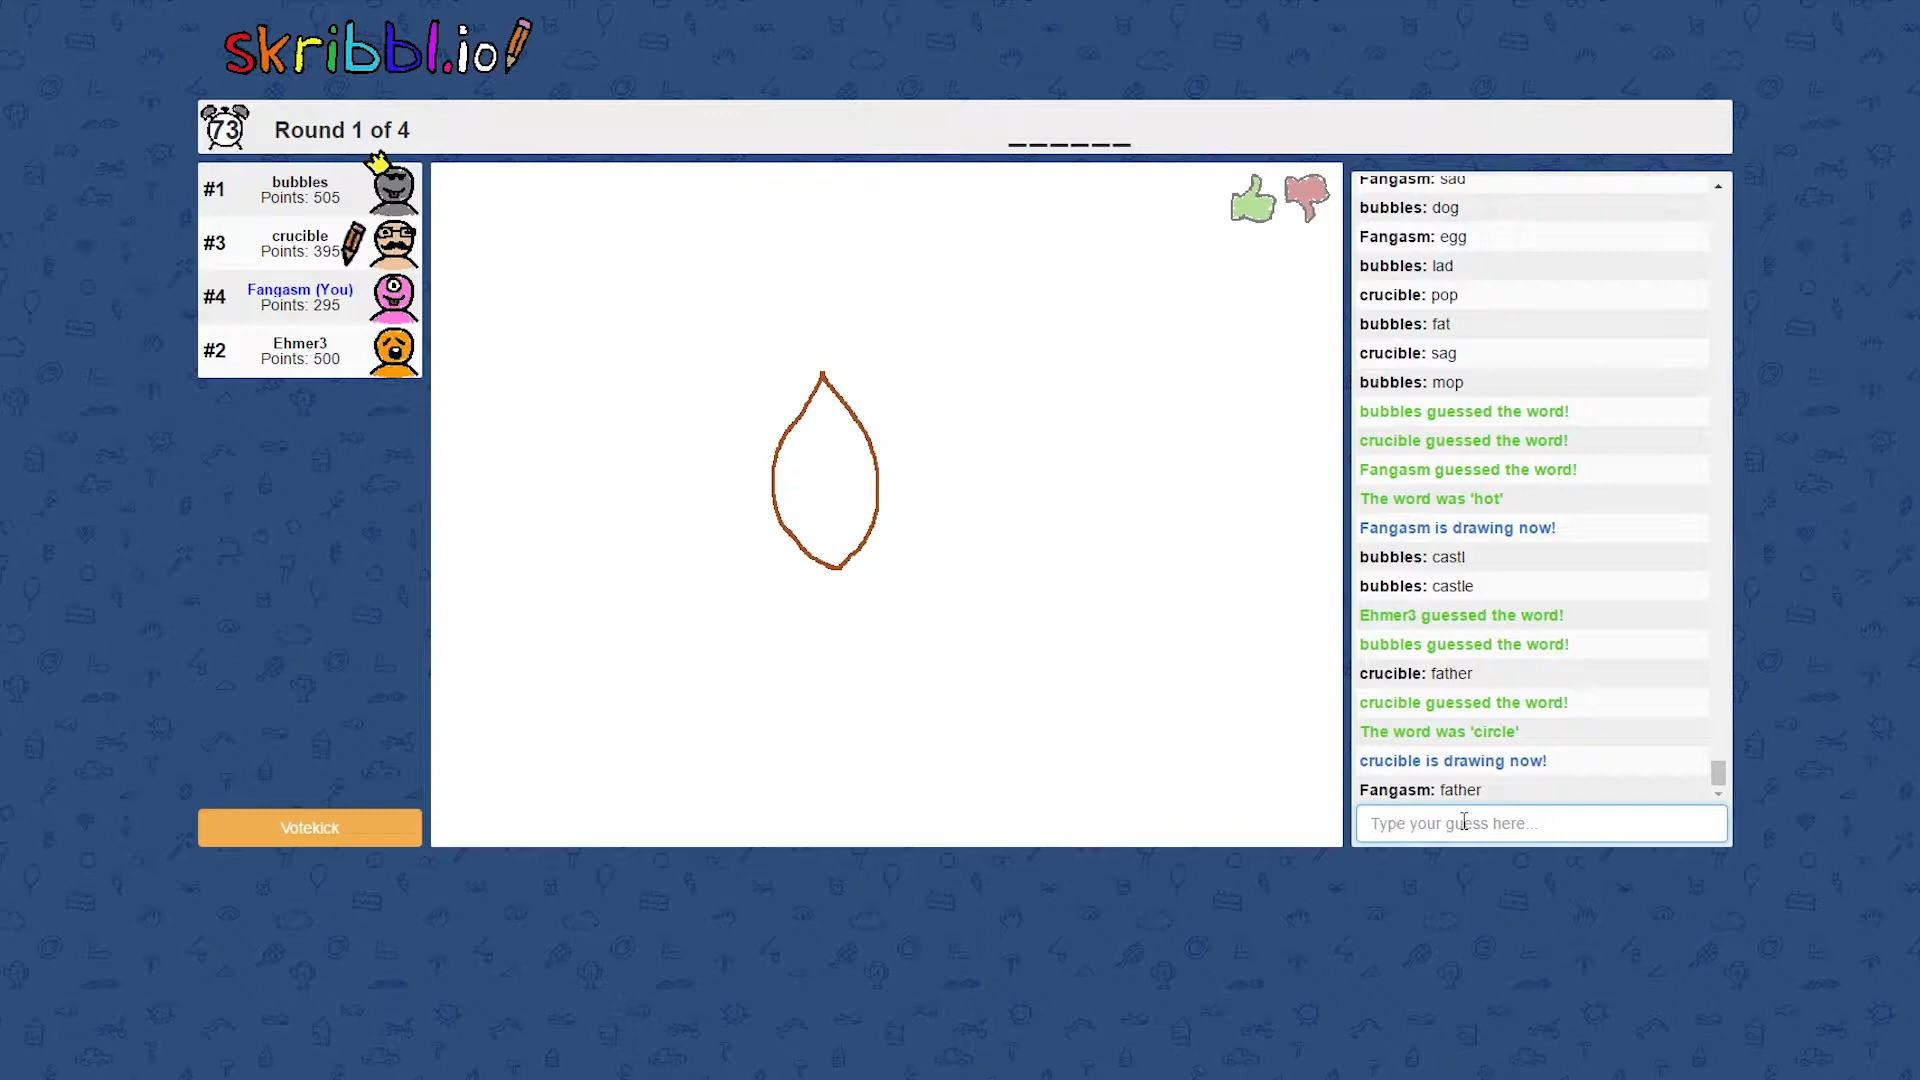 skribbl.io
73
Round 1 of 4
______
#1
bubbles
Points: 505
#3
crucible
Points: 395
#4
Fangasm (You)
Points: 295
#2
Ehmer3
Points: 500
Votekick
Fangasm: sad
bubbles: dog
Fangasm: egg
bubbles: lad
crucible: pop
bubbles: fat
crucible: sag
bubbles: mop
bubbles guessed the word!
crucible guessed the word!
Fangasm guessed the word!
The word was 'hot'
Fangasm is drawing now!
bubbles: castl
bubbles: castle
Ehmer3 guessed the word!
bubbles guessed the word!
crucible: father
crucible guessed the word!
The word was 'circle'
crucible is drawing now!
Fangasm: father
Type your guess here...